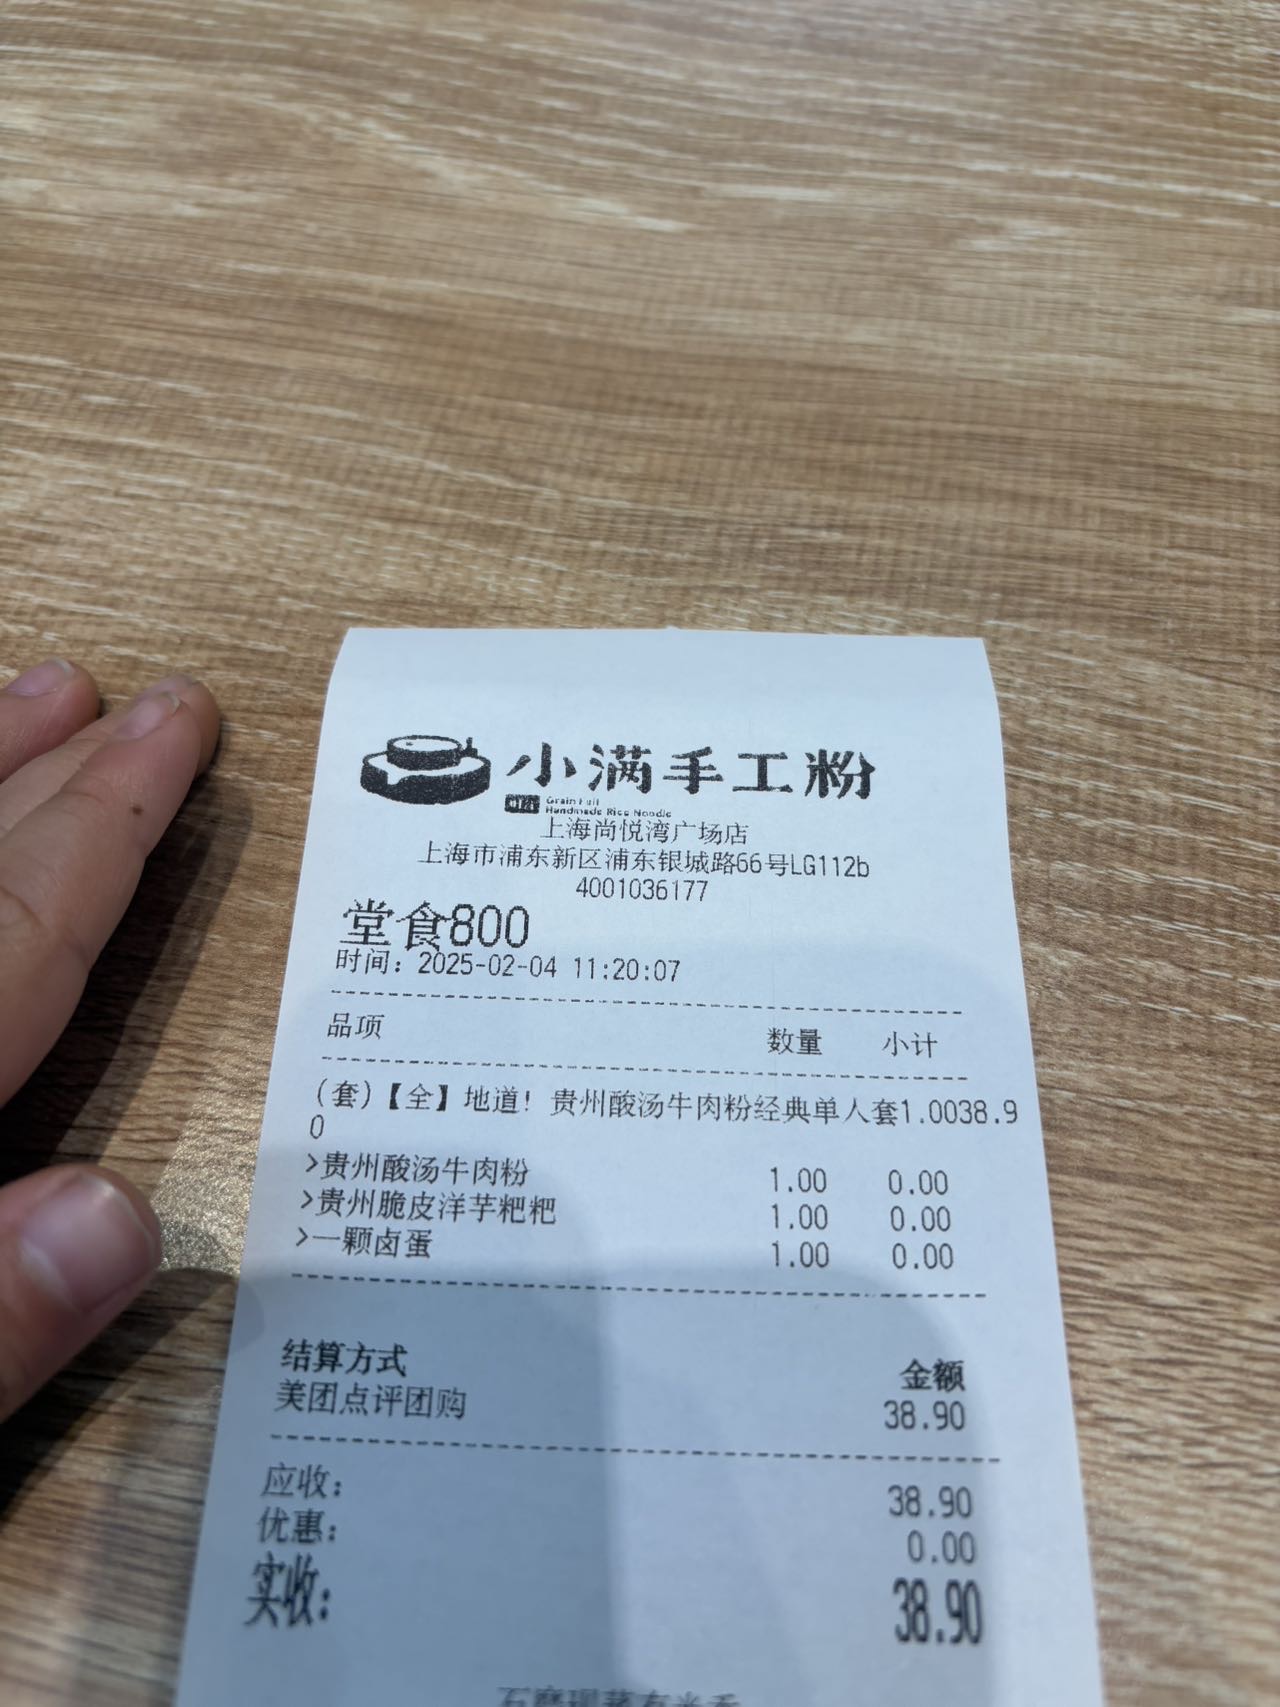 小满手工粉
Grain Full
Handmade Rice Noodle
上海尚悦湾广场店
上海市浦东新区浦东银城路66号LG112b
4001036177
堂食800
时间：2025-02-04 11:20:07
品项 数量 小计
(套)【全】地道！贵州酸汤牛肉粉经典单人套1.0038.9
0
>贵州酸汤牛肉粉 1.00 0.00
>贵州脆皮洋芋粑粑 1.00 0.00
>一颗卤蛋 1.00 0.00
结算方式 金额
美团点评团购 38.90
应收： 38.90
优惠： 0.00
实收： 38.90